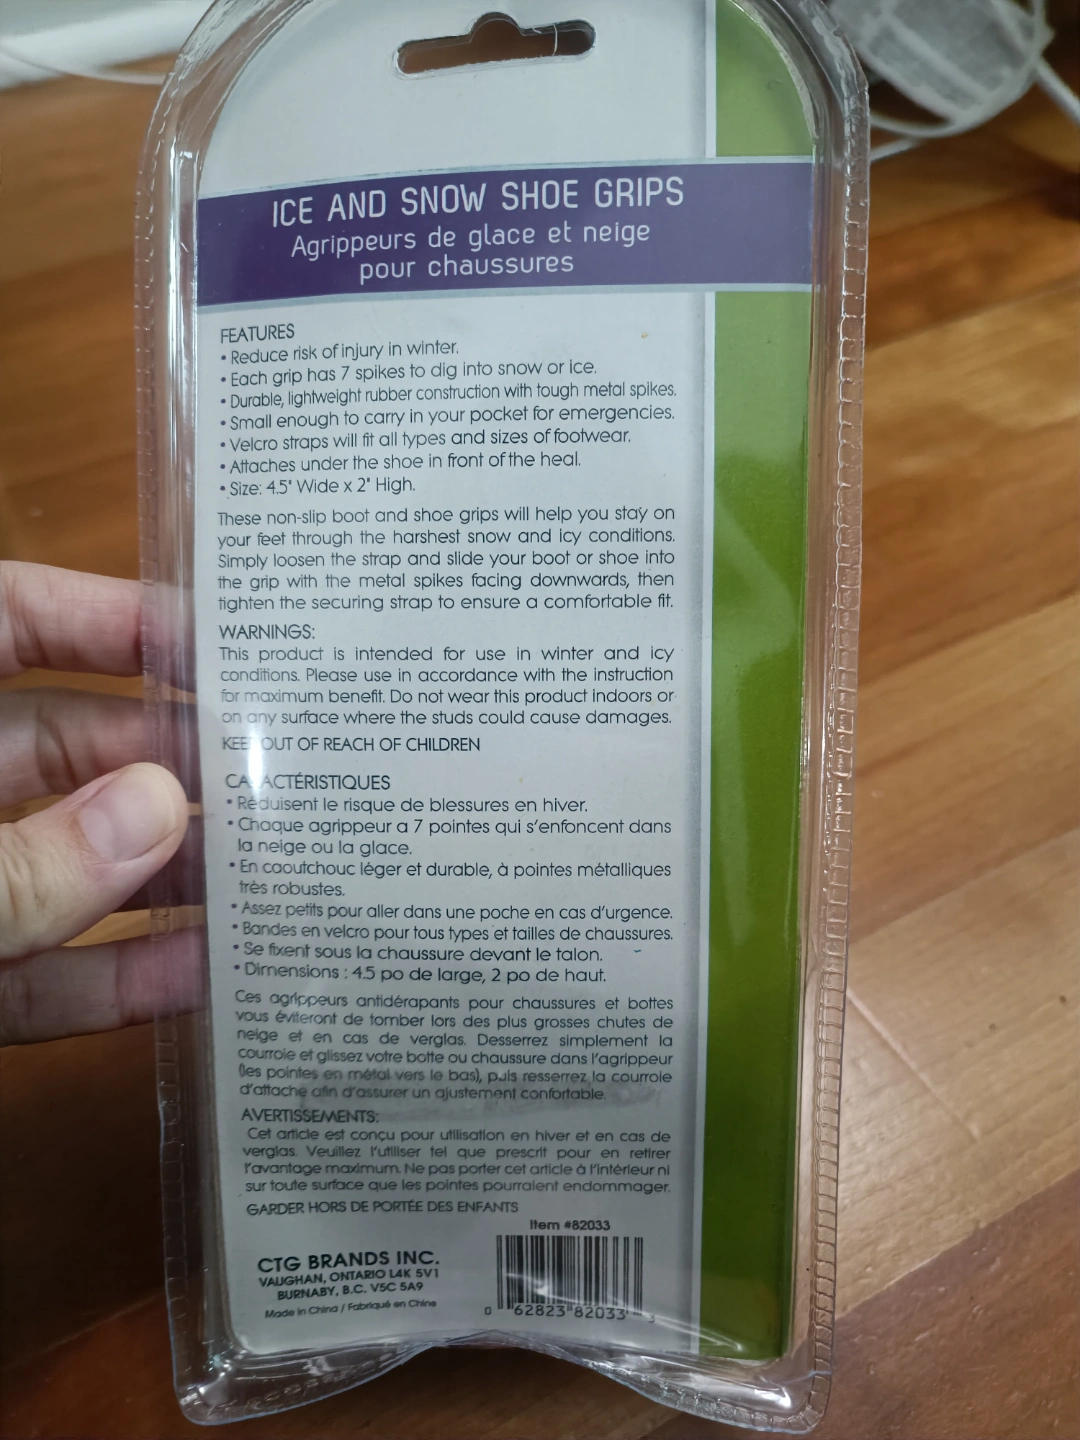 ICE AND SNOW SHOE GRIPS
Agrippeurs de glace et neige
pour chaussures
FEATURES
• Reduce risk of injury in winter.
• Each grip has 7 spikes to dig into snow or ice.
• Durable, lightweight rubber construction with tough metal spikes.
• Small enough to carry in your pocket for emergencies.
• Velcro straps will fit all types and sizes of footwear.
• Attaches under the shoe in front of the heal.
• Size: 4.5" Wide x 2" High.
These non-slip boot and shoe grips will help you stay on
your feet through the harshest snow and icy conditions.
Simply loosen the strap and slide your boot or shoe into
the grip with the metal spikes facing downwards, then
tighten the securing strap to ensure a comfortable fit.
WARNINGS:
This product is intended for use in winter and icy
conditions. Please use in accordance with the instruction
for maximum benefit. Do not wear this product indoors or
on any surface where the studs could cause damages.
KEEP OUT OF REACH OF CHILDREN
CARACTÉRISTIQUES
• Réduisent le risque de blessures en hiver.
• Chaque agrippeur a 7 pointes qui s'enfoncent dans
la neige ou la glace.
• En caoutchouc léger et durable, à pointes métalliques
très robustes.
• Assez petits pour aller dans une poche en cas d'urgence.
• Bandes en velcro pour tous types et tailles de chaussures.
• Se fixent sous la chaussure devant le talon.
• Dimensions : 4.5 po de large, 2 po de haut.
Ces agrippeurs antidérapants pour chaussures et bottes
vous éviteront de tomber lors des plus grosses chutes de
neige et en cas de verglas. Desserrez simplement la
courroie et glissez votre botte ou chaussure dans l'agrippeur
(les pointes en métal vers le bas), puis resserrez la courroie
d'attache afin d'assurer un ajustement confortable.
AVERTISSEMENTS:
Cet article est conçu pour utilisation en hiver et en cas de
verglas. Veuillez l'utiliser tel que prescrit pour en retirer
l'avantage maximum. Ne pas porter cet article à l'intérieur ni
sur toute surface que les pointes pourraient endommager.
GARDER HORS DE PORTÉE DES ENFANTS
Item #82033
CTG BRANDS INC.
VAUGHAN, ONTARIO L4K 5V1
BURNABY, B.C. V5C 5A9
Made in China / Fabriqué en Chine
0 62823 82033 3